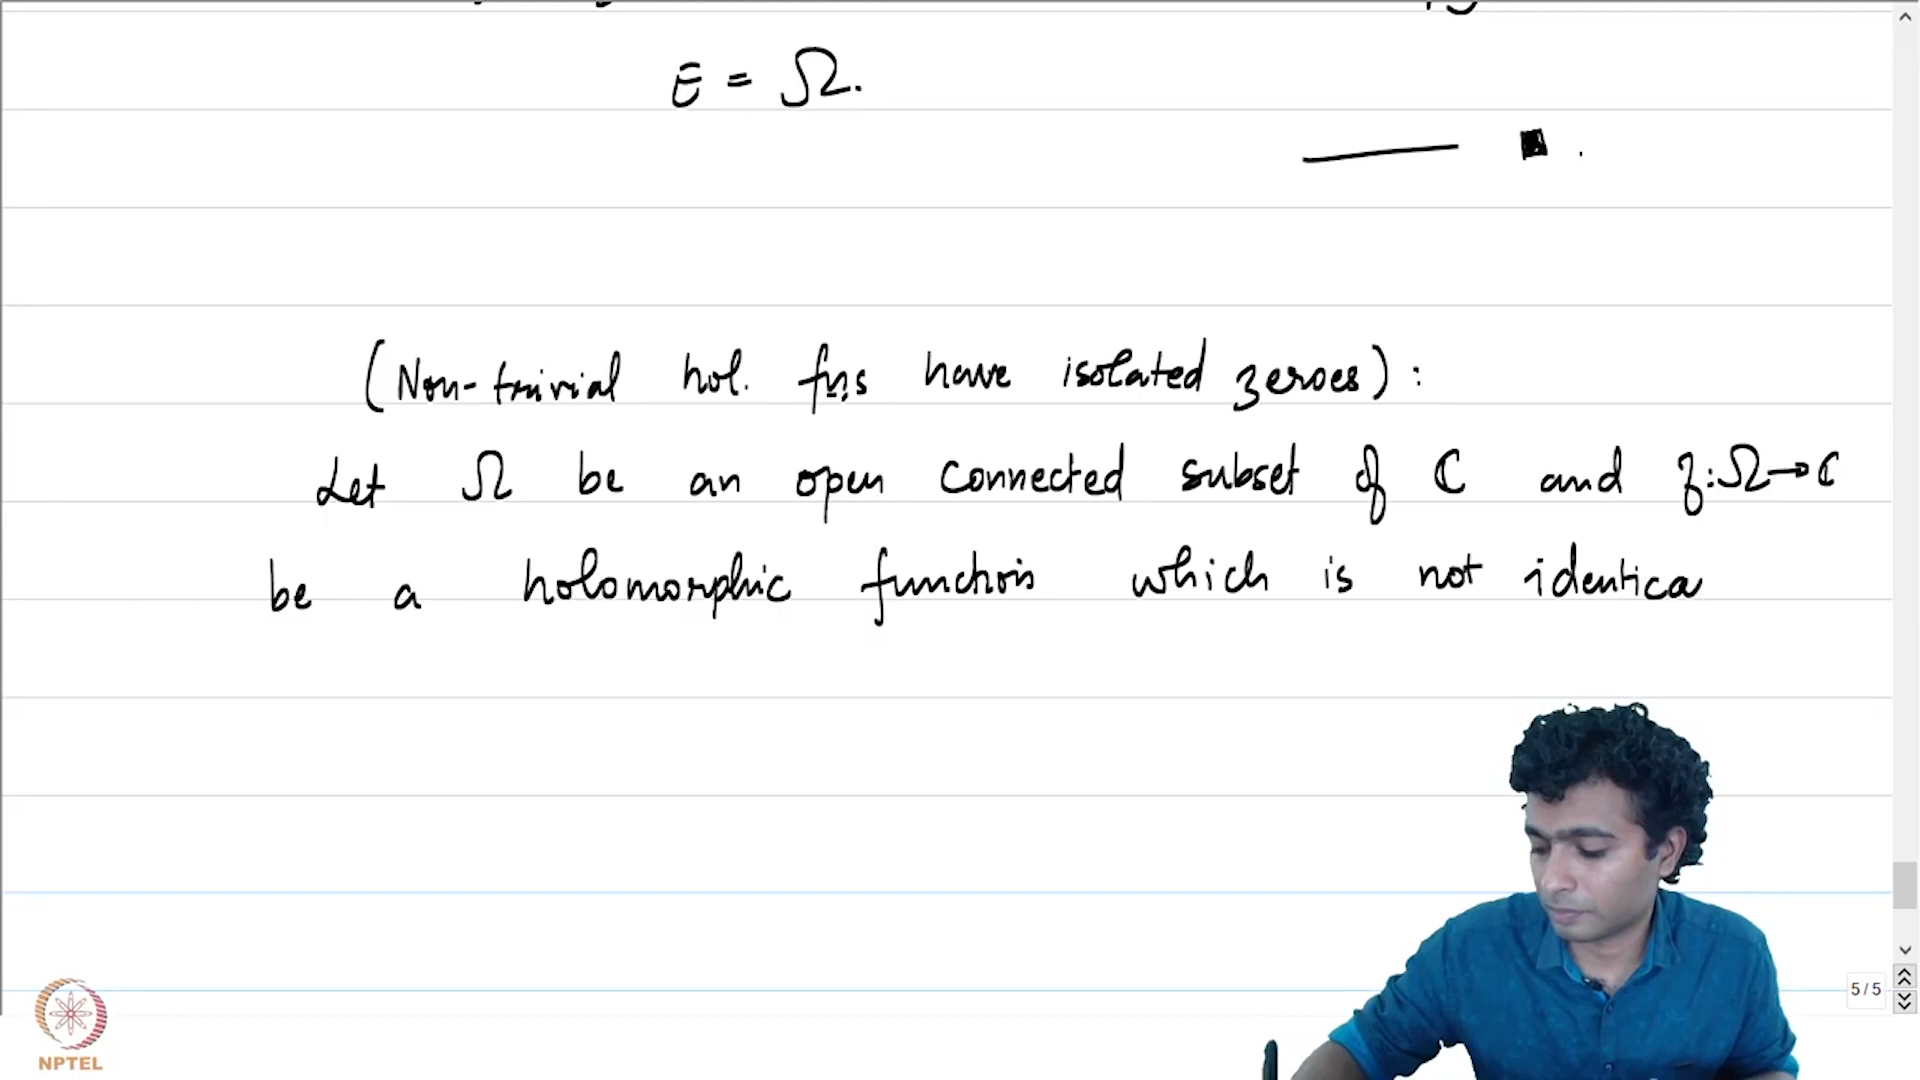 E = Ω.
(Non-trivial hol. fns have isolated zeroes) :
Let Ω be an open connected subset of ℂ and f:Ω→ℂ
be a holomorphic function which is not identica
5 / 5
NPTEL